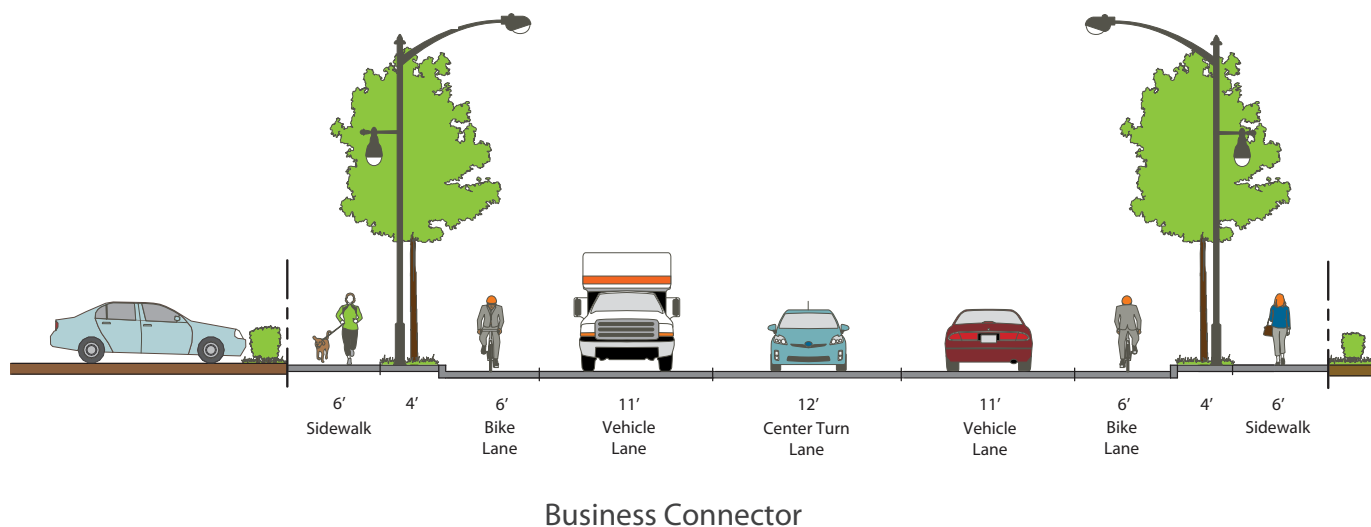 6’ 4’ 6’ 11’ 12’ 11’ 6’ 4’ 6’
Sidewalk Bike Vehicle Center Turn Vehicle Bike Sidewalk
Lane Lane Lane Lane Lane
Business Connector